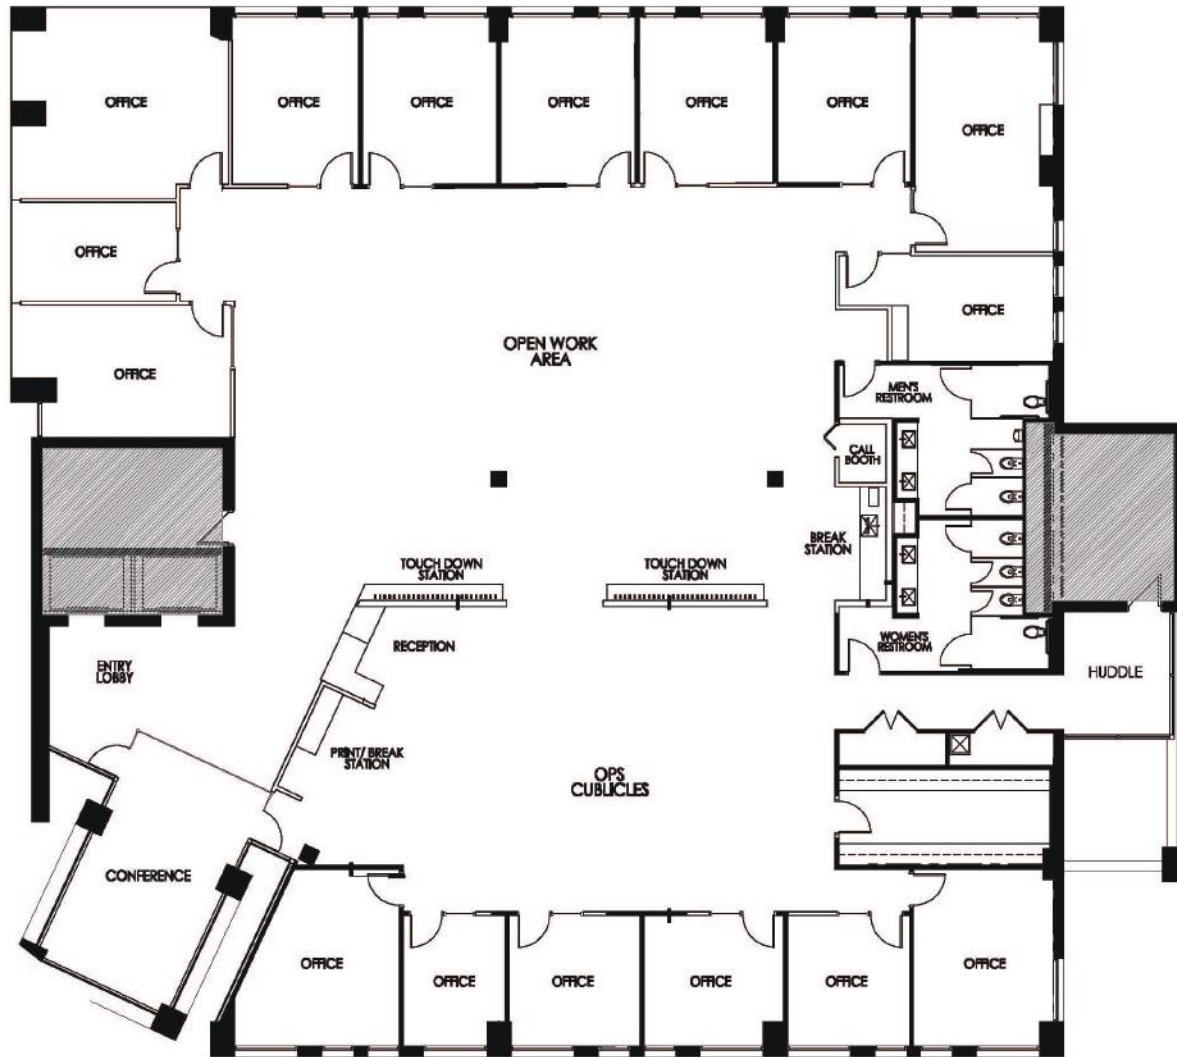 OFFICE
OFFICE
OFFICE
OFFICE
OFFICE
OFFICE
OFFICE
OFFICE
OFFICE
OFFICE
OPEN WORK
AREA
MEN'S
RESTROOM
CALL
BOOTH
BREAK
STATION
TOUCH DOWN
STATION
TOUCH DOWN
STATION
RECEPTION
WOMEN'S
RESTROOM
ENTRY
LOBBY
HUDDLE
PRINT/ BREAK
STATION
OPS
CUBLICLES
CONFERENCE
OFFICE
OFFICE
OFFICE
OFFICE
OFFICE
OFFICE